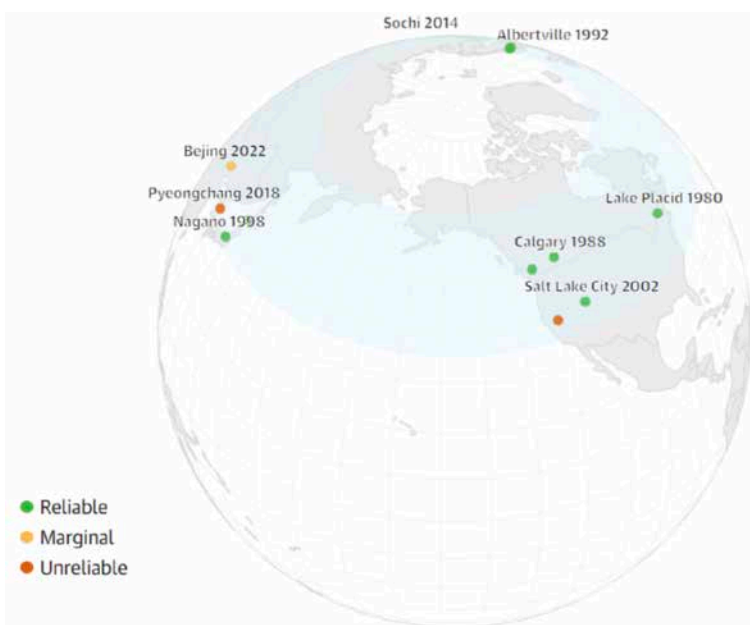 Sochi 2014
Albertville 1992
Bejing 2022
Pyeongchang 2018
Lake Placid 1980
Nagano 1998
Calgary 1988
Salt Lake City 2002
Reliable
Marginal
Unreliable